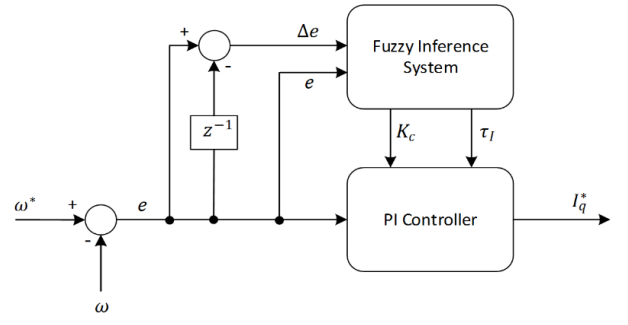 +
-
Δe
e
Fuzzy Inference
System
z⁻¹
K_c
τ_I
ω*
+
-
e
PI Controller
I_q^*
ω